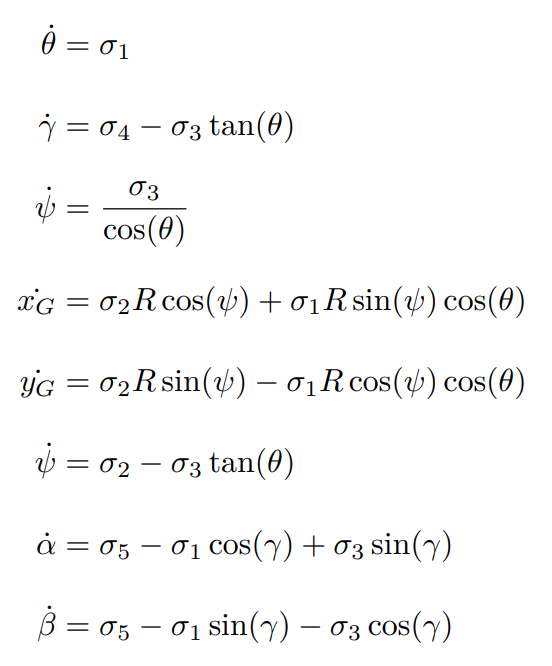 θ̇ = σ₁
γ̇ = σ₄ − σ₃ tan(θ)
ψ̇ = σ₃ / cos(θ)
ẋ_G = σ₂R cos(ψ) + σ₁R sin(ψ) cos(θ)
ẏ_G = σ₂R sin(ψ) − σ₁R cos(ψ) cos(θ)
ψ̇ = σ₂ − σ₃ tan(θ)
α̇ = σ₅ − σ₁ cos(γ) + σ₃ sin(γ)
β̇ = σ₅ − σ₁ sin(γ) − σ₃ cos(γ)